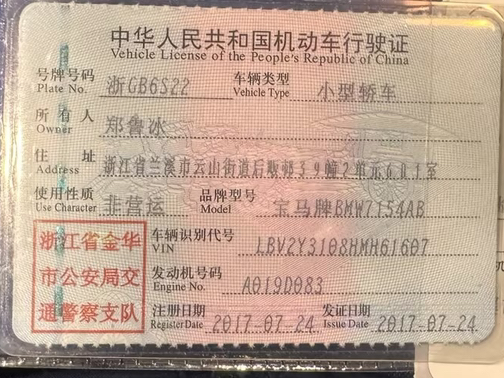 中华人民共和国机动车行驶证
Vehicle License of the People's Republic of China
号牌号码 浙GB6S22 车辆类型 小型轿车
Plate No. Vehicle Type
所有人 郑鲁冰
Owner
住址 浙江省兰溪市云山街道后畈邨39幢2单元601室
Address
使用性质 非营运 品牌型号 宝马牌BMW7154AB
Use Character Model
浙江省金华
市公安局交
通警察支队
车辆识别代号 LBV2Y3108HMH61607
VIN
发动机号码 A019D083
Engine No.
注册日期 2017-07-24 发证日期 2017-07-24
Register Date Issue Date